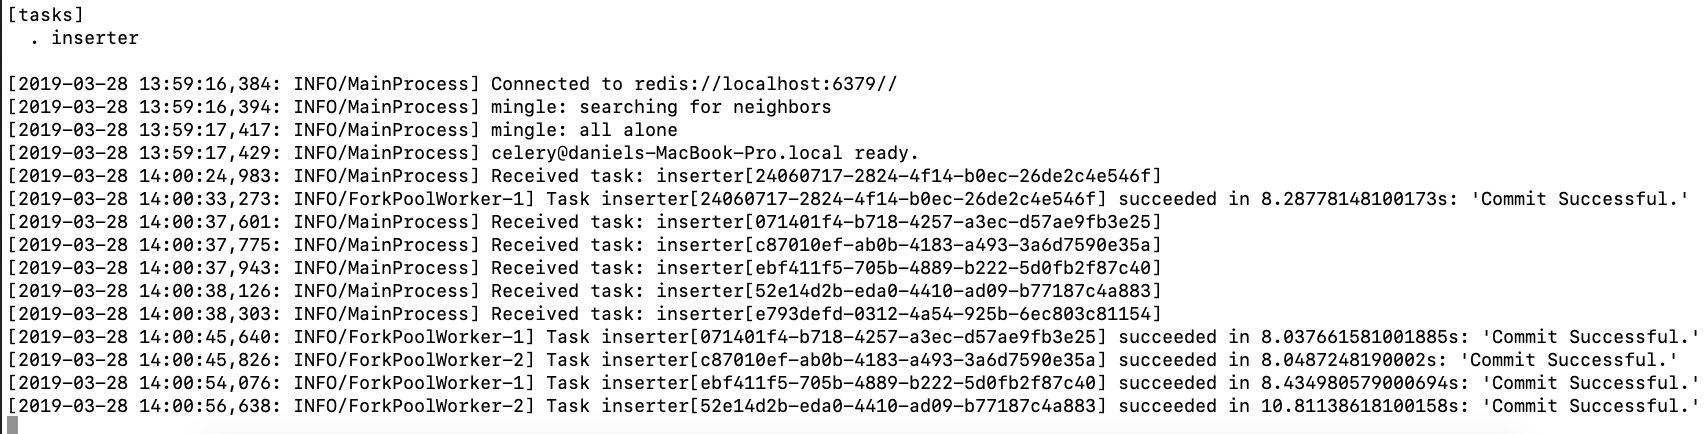 [tasks]
  . inserter

[2019-03-28 13:59:16,384: INFO/MainProcess] Connected to redis://localhost:6379//
[2019-03-28 13:59:16,394: INFO/MainProcess] mingle: searching for neighbors
[2019-03-28 13:59:17,417: INFO/MainProcess] mingle: all alone
[2019-03-28 13:59:17,429: INFO/MainProcess] celery@daniels-MacBook-Pro.local ready.
[2019-03-28 14:00:24,983: INFO/MainProcess] Received task: inserter[24060717-2824-4f14-b0ec-26de2c4e546f]
[2019-03-28 14:00:33,273: INFO/ForkPoolWorker-1] Task inserter[24060717-2824-4f14-b0ec-26de2c4e546f] succeeded in 8.28778148100173s: 'Commit Successful.'
[2019-03-28 14:00:37,601: INFO/MainProcess] Received task: inserter[071401f4-b718-4257-a3ec-d57ae9fb3e25]
[2019-03-28 14:00:37,775: INFO/MainProcess] Received task: inserter[c87010ef-ab0b-4183-a493-3a6d7590e35a]
[2019-03-28 14:00:37,943: INFO/MainProcess] Received task: inserter[ebf411f5-705b-4889-b222-5d0fb2f87c40]
[2019-03-28 14:00:38,126: INFO/MainProcess] Received task: inserter[52e14d2b-eda0-4410-ad09-b77187c4a883]
[2019-03-28 14:00:38,303: INFO/MainProcess] Received task: inserter[e793defd-0312-4a54-925b-6ec803c81154]
[2019-03-28 14:00:45,640: INFO/ForkPoolWorker-1] Task inserter[071401f4-b718-4257-a3ec-d57ae9fb3e25] succeeded in 8.037661581001885s: 'Commit Successful.'
[2019-03-28 14:00:45,826: INFO/ForkPoolWorker-2] Task inserter[c87010ef-ab0b-4183-a493-3a6d7590e35a] succeeded in 8.0487248190002s: 'Commit Successful.'
[2019-03-28 14:00:54,076: INFO/ForkPoolWorker-1] Task inserter[ebf411f5-705b-4889-b222-5d0fb2f87c40] succeeded in 8.434980579000694s: 'Commit Successful.'
[2019-03-28 14:00:56,638: INFO/ForkPoolWorker-2] Task inserter[52e14d2b-eda0-4410-ad09-b77187c4a883] succeeded in 10.81138618100158s: 'Commit Successful.'